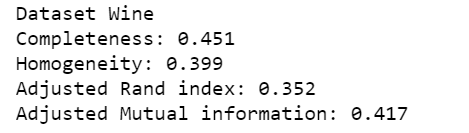 Dataset Wine
Completeness: 0.451
Homogeneity: 0.399
Adjusted Rand index: 0.352
Adjusted Mutual information: 0.417